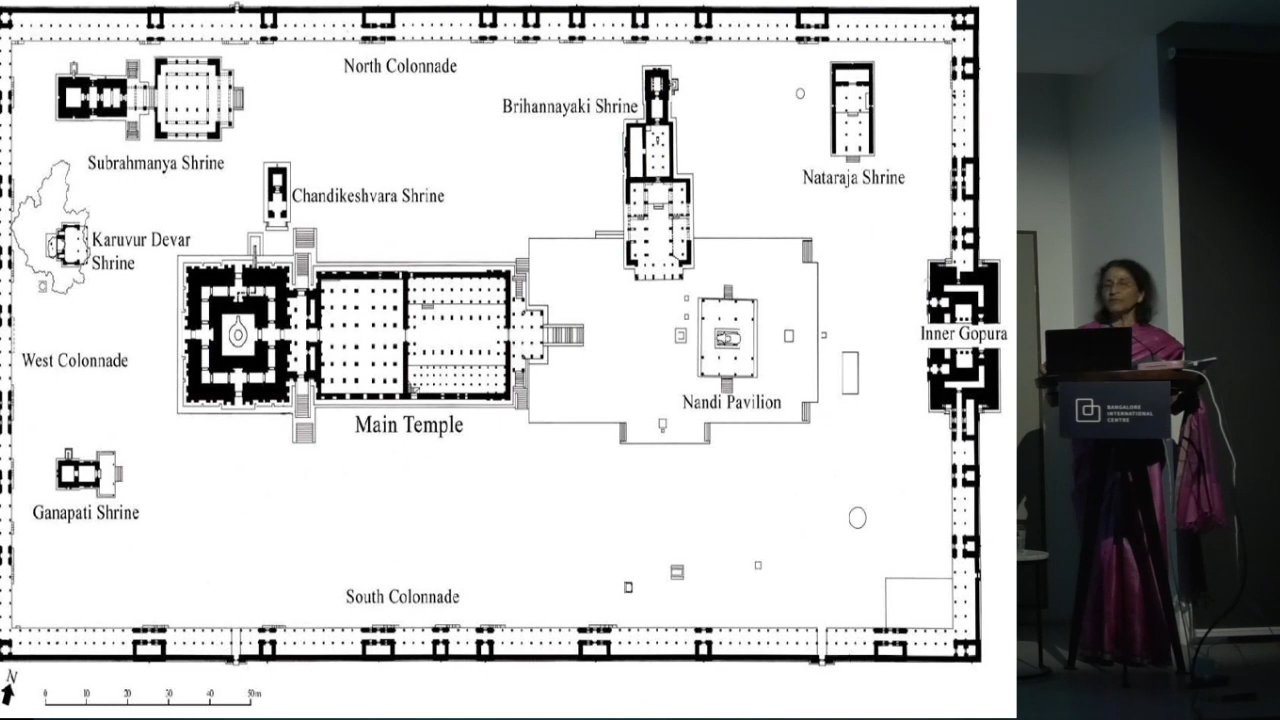 North Colonnade
Brihannayaki Shrine
Subrahmanya Shrine
Nataraja Shrine
Chandikeshvara Shrine
Karuvur Devar
Shrine
Inner Gopura
West Colonnade
Nandi Pavilion
Main Temple
BANGALORE
INTERNATIONAL
CENTRE
Ganapati Shrine
South Colonnade
N
0 10 20 30 40 50m